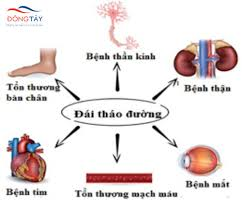 ĐÔNG TÂY
Bệnh thần kinh
Tổn thương
bàn chân
Bệnh thận
Đái tháo đường
Bệnh tim
Tổn thương mạch máu
Bệnh mắt